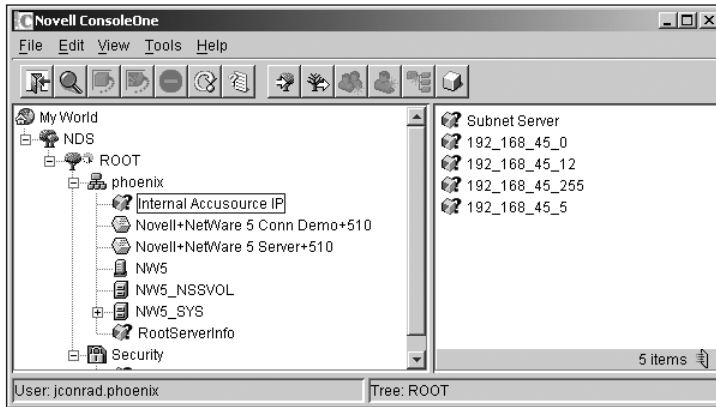 Novell ConsoleOne
File Edit View Tools Help
My World
NDS
ROOT
phoenix
Internal Accusource IP
Novell+NetWare 5 Conn Demo+510
Novell+NetWare 5 Server+510
NW5
NW5_NSSVOL
NW5_SYS
RootServerInfo
Security
Subnet Server
192_168_45_0
192_168_45_12
192_168_45_255
192_168_45_5
5 items
User: jconrad.phoenix
Tree: ROOT